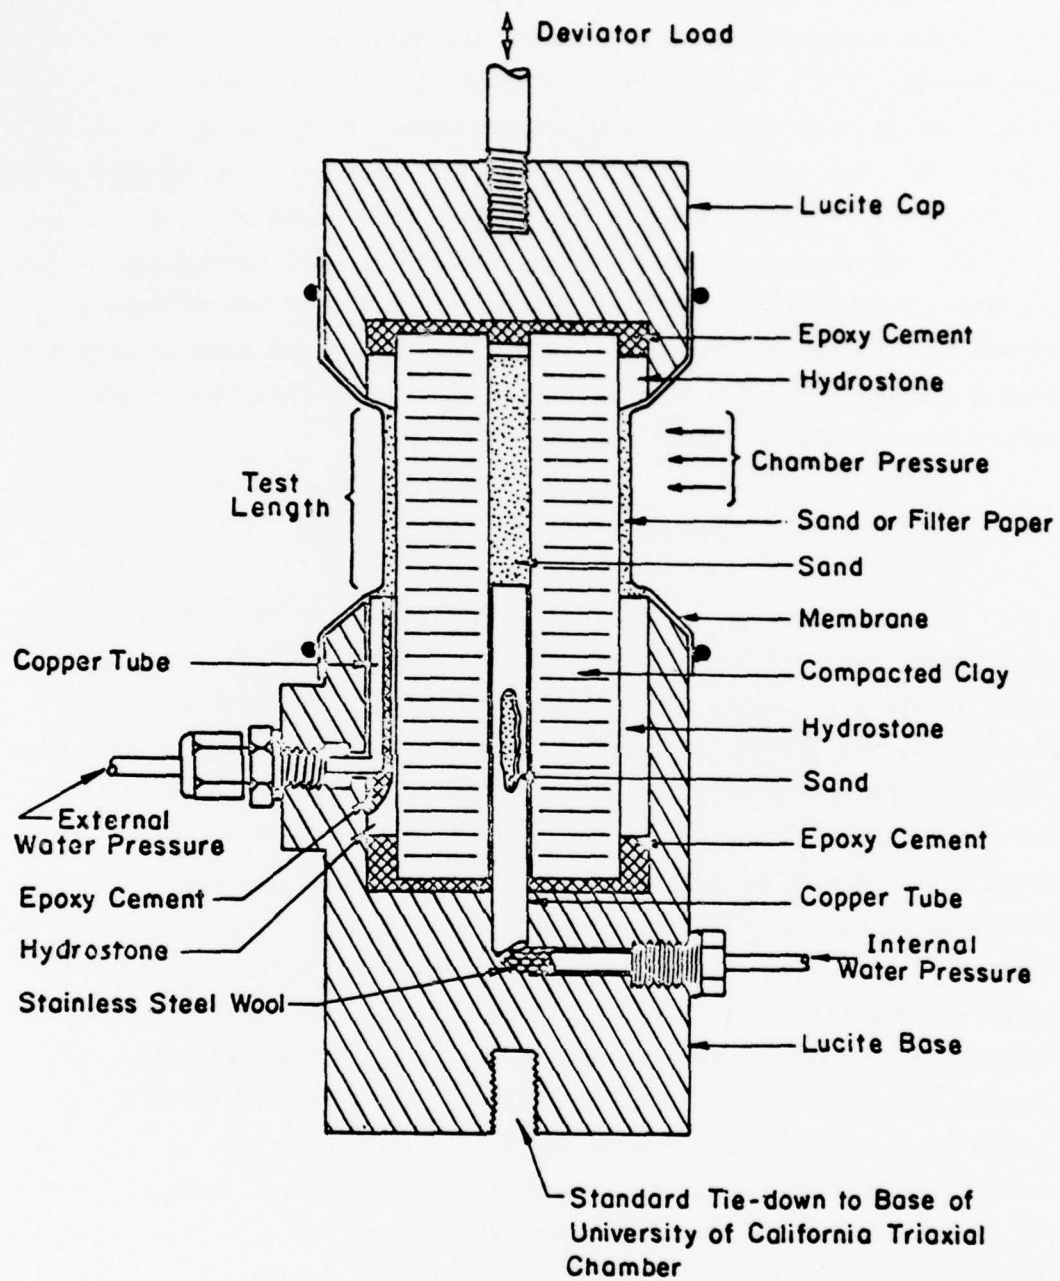 Deviator Load
Lucite Cap
Epoxy Cement
Hydrostone
Chamber Pressure
Test
Length
Sand or Filter Paper
Sand
Membrane
Copper Tube
Compacted Clay
Hydrostone
Sand
External
Water Pressure
Epoxy Cement
Epoxy Cement
Copper Tube
Hydrostone
Internal
Water Pressure
Stainless Steel Wool
Lucite Base
Standard Tie-down to Base of
University of California Triaxial
Chamber